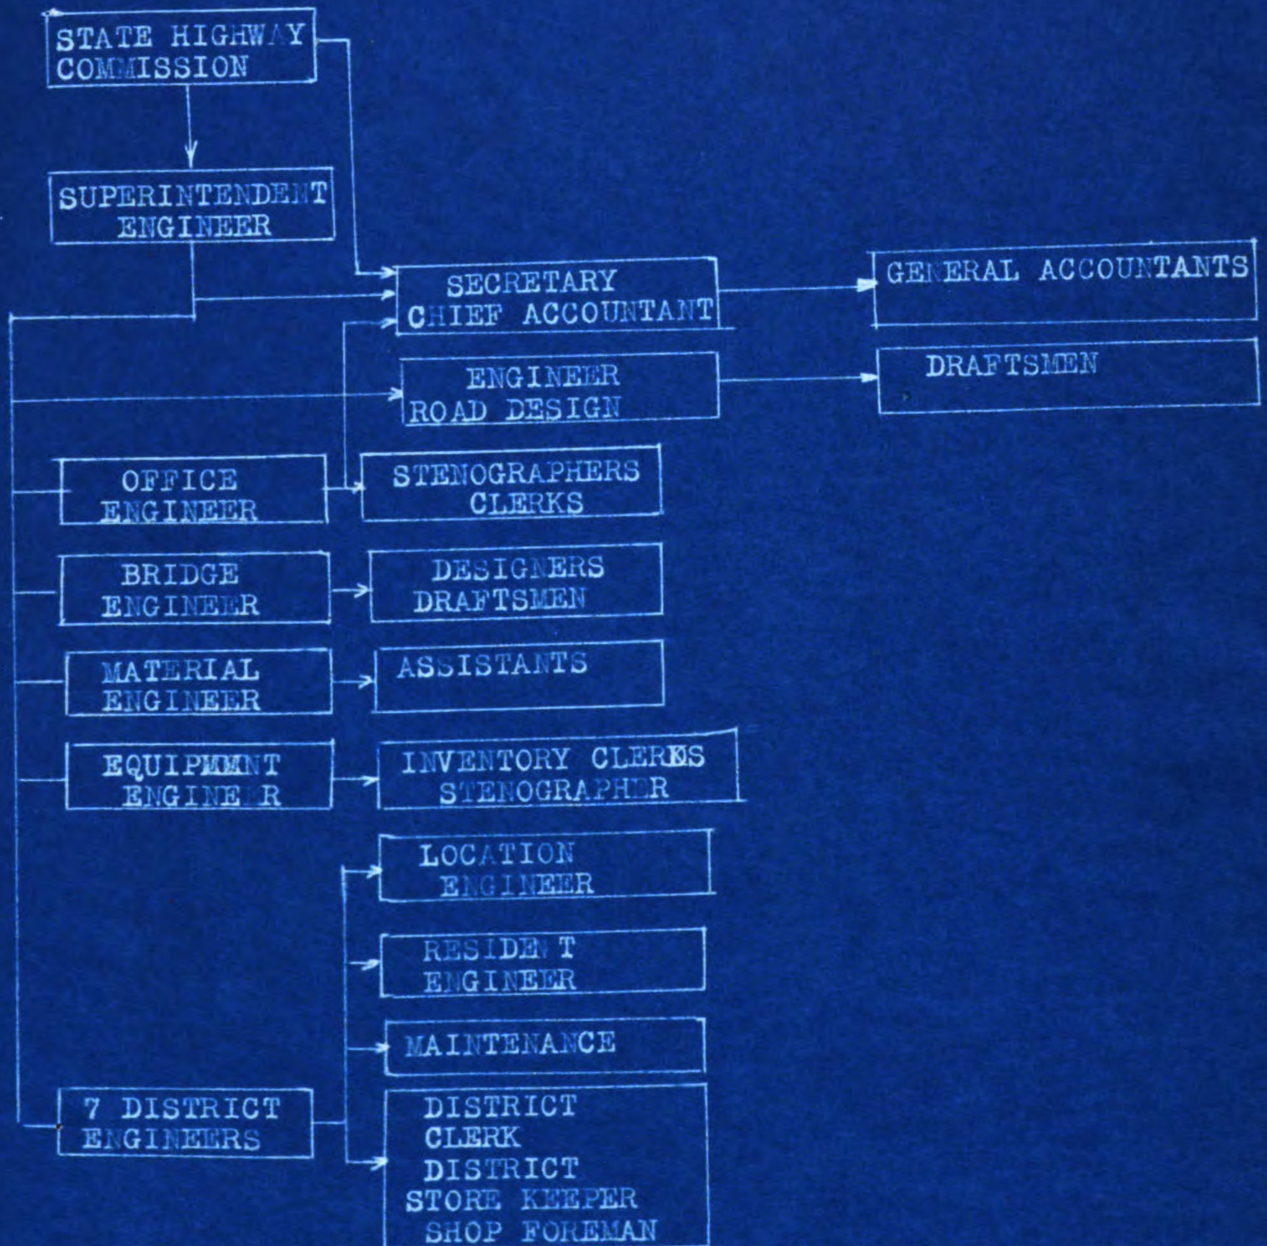 STATE HIGHWAY
COMMISSION
SUPERINTENDENT
ENGINEER
SECRETARY
CHIEF ACCOUNTANT
GENERAL ACCOUNTANTS
ENGINEER
ROAD DESIGN
DRAFTSMEN
OFFICE
ENGINEER
STENOGRAPHERS
CLERKS
BRIDGE
ENGINEER
DESIGNERS
DRAFTSMEN
MATERIAL
ENGINEER
ASSISTANTS
EQUIPMMNT
ENGINEER
INVENTORY CLERKS
STENOGRAPHER
LOCATION
ENGINEER
RESIDENT
ENGINEER
MAINTENANCE
7 DISTRICT
ENGINEERS
DISTRICT
CLERK
DISTRICT
STORE KEEPER
SHOP FOREMAN